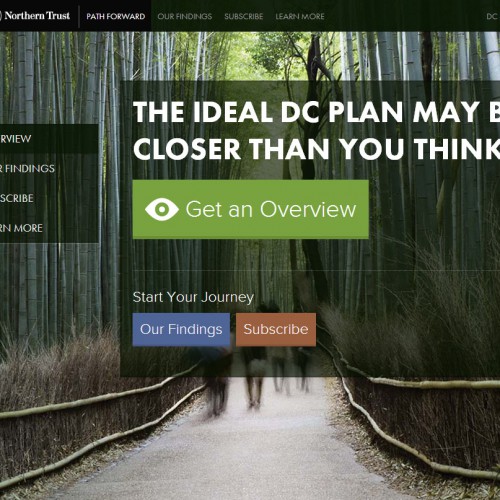 Northern Trust
PATH FORWARD
OUR FINDINGS
SUBSCRIBE
LEARN MORE
DC
THE IDEAL DC PLAN MAY B
CLOSER THAN YOU THINK
RVIEW
FINDINGS
SCRIBE
RN MORE
Get an Overview
Start Your Journey
Our Findings
Subscribe